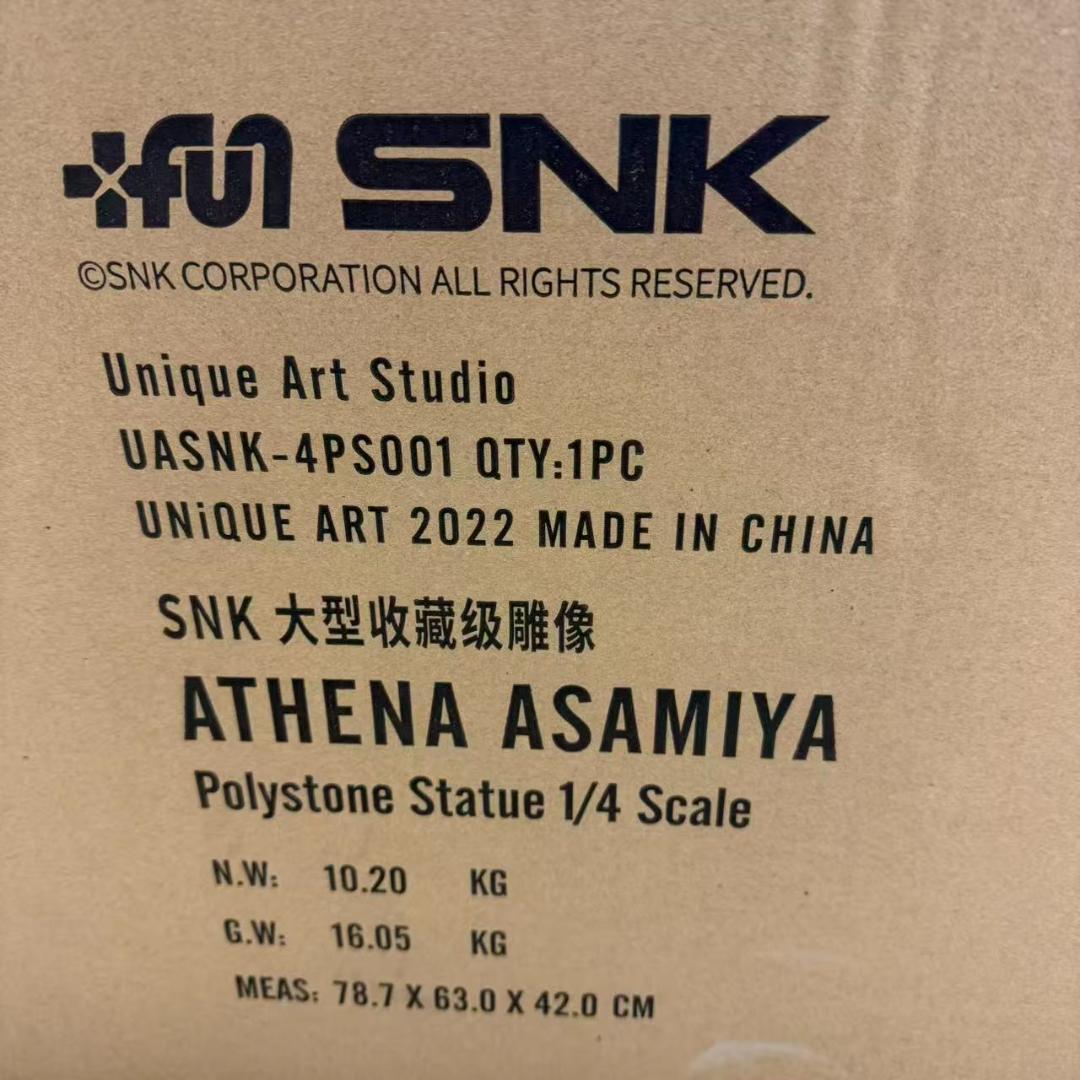 ifun SNK
©SNK CORPORATION ALL RIGHTS RESERVED.
Unique Art Studio
UASNK-4PS001 QTY:1PC
UNiQUE ART 2022 MADE IN CHINA
SNK 大型收藏级雕像
ATHENA ASAMIYA
Polystone Statue 1/4 Scale
N.W: 10.20 KG
G.W: 16.05 KG
MEAS: 78.7 X 63.0 X 42.0 CM